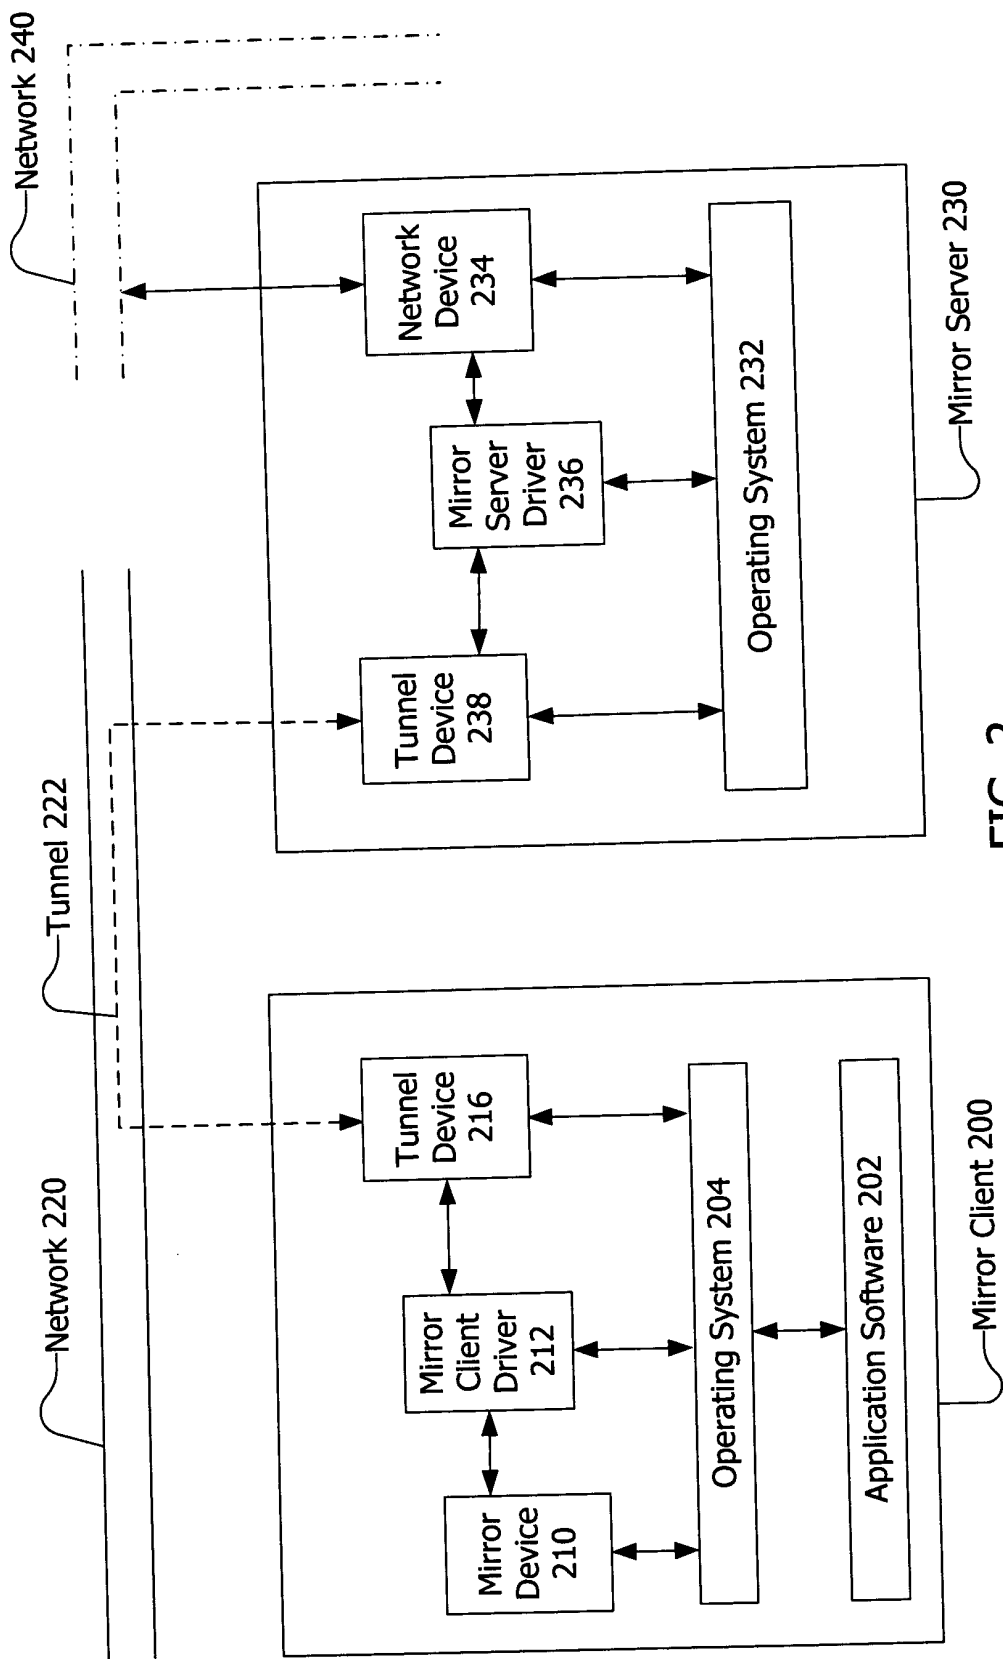 Network 220
Tunnel 222
Network 240
Mirror
Device
210
Mirror
Client
Driver
212
Tunnel
Device
216
Operating System 204
Application Software 202
Mirror Client 200
Tunnel
Device
238
Mirror
Server
Driver
236
Network
Device
234
Operating System 232
Mirror Server 230
FIG. 2